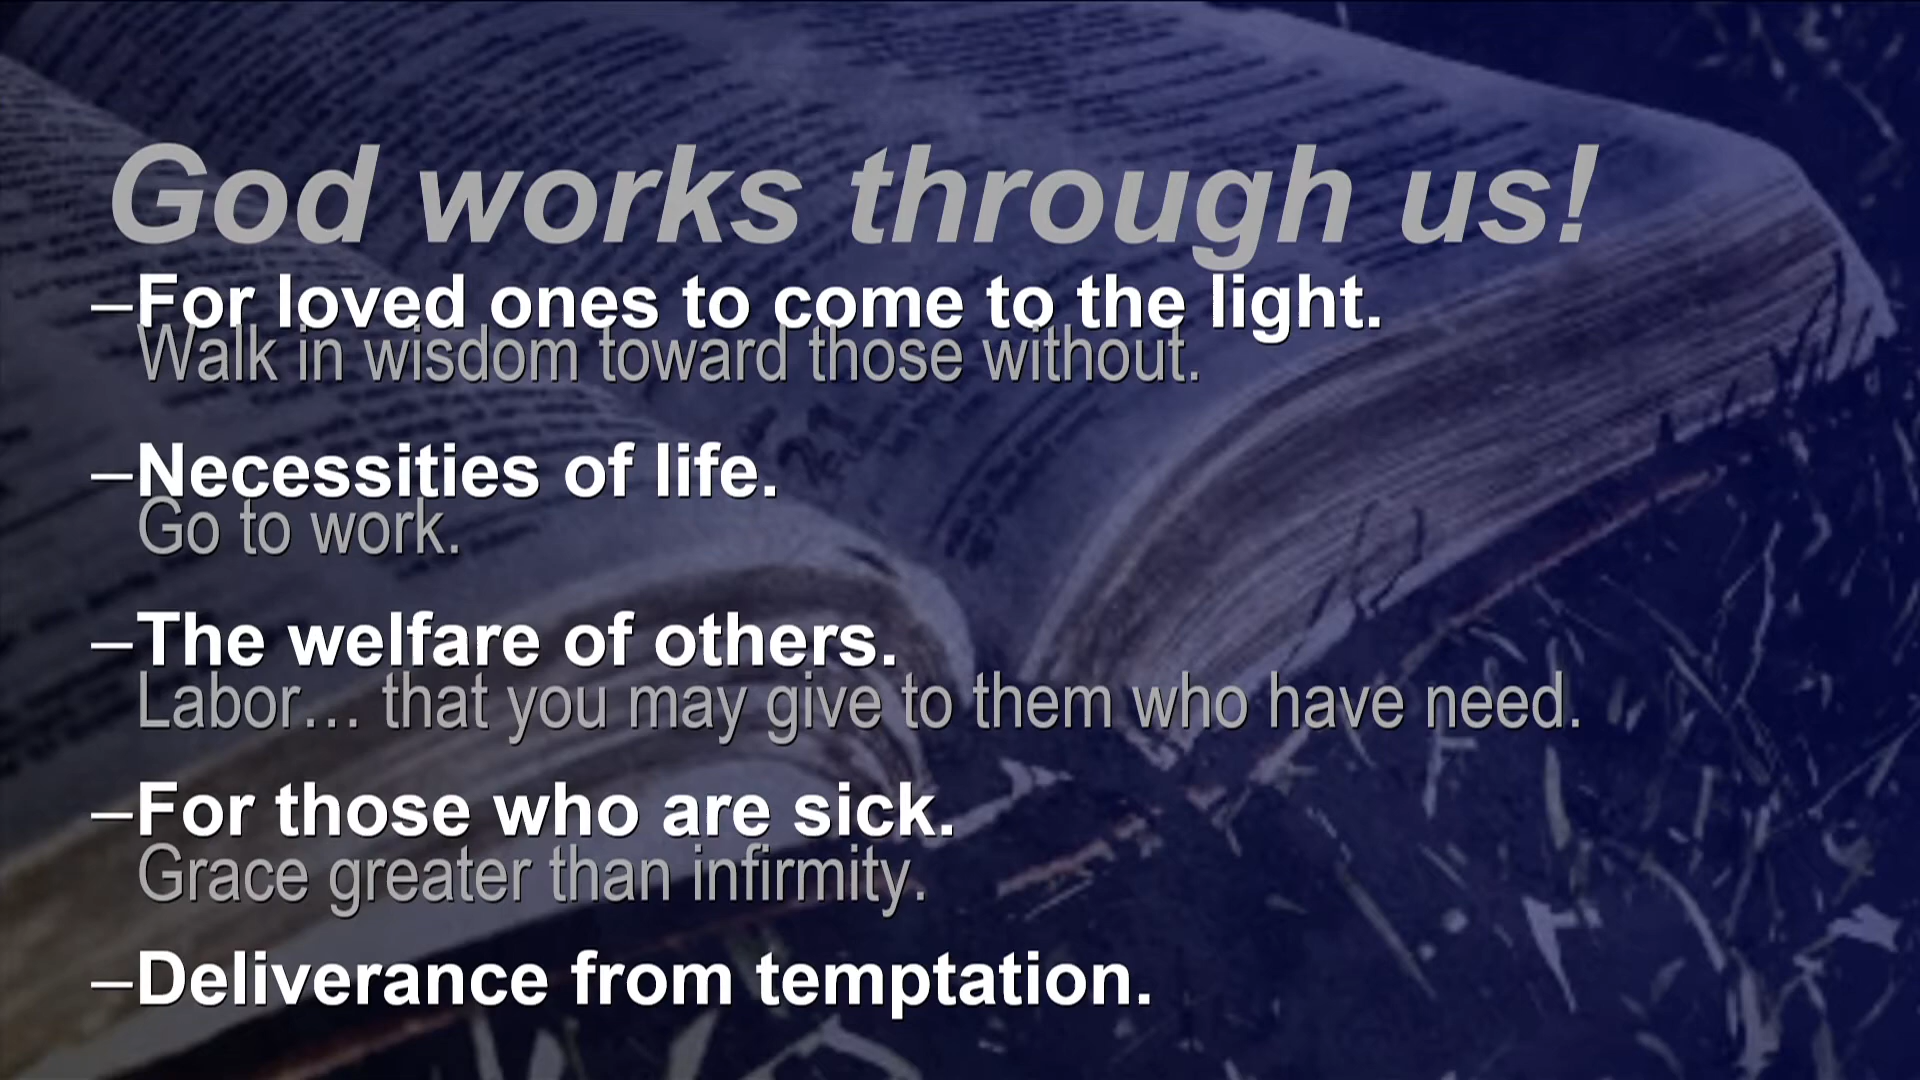 God works through us!
–For loved ones to come to the light.
Walk in wisdom toward those without.
–Necessities of life.
Go to work.
–The welfare of others.
Labor… that you may give to them who have need.
–For those who are sick.
Grace greater than infirmity.
–Deliverance from temptation.